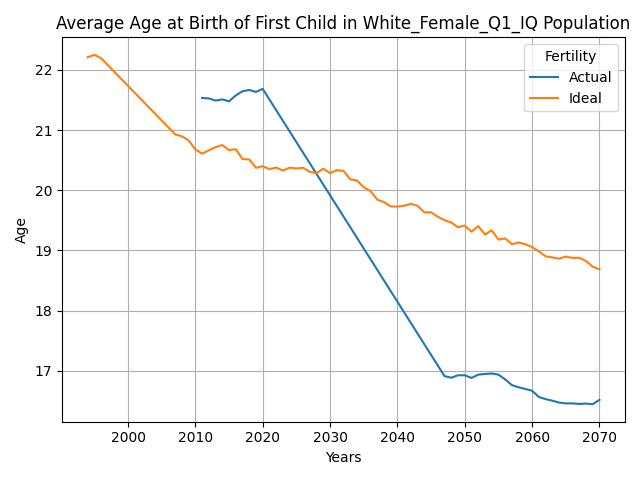 Average Age at Birth of First Child in White_Female_Q1_IQ Population
Fertility
Actual
Ideal
Age
22
21
20
19
18
17
2000
2010
2020
2030
2040
2050
2060
2070
Years